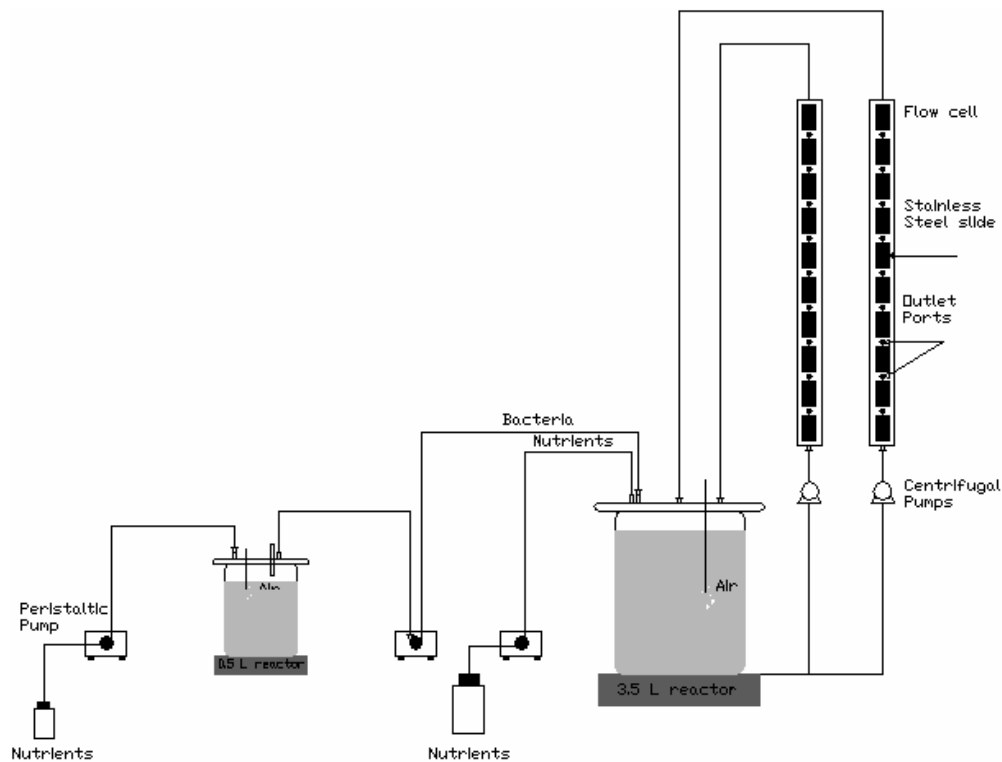 Flow cell
Stainless
Steel slide
Outlet
Ports
Bacteria
Nutrients
Centrifugal
Pumps
Air
Air
Peristaltic
Pump
0.5 L reactor
3.5 L reactor
Nutrients
Nutrients